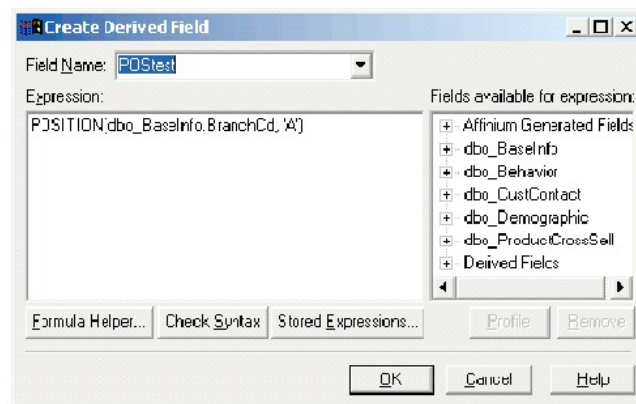 Create Derived Field
Field Name: POStest
Expression:
Fields available for expression:
POSITION(dbo_BaseInfo.BranchCd, 'A')
Affinium Generated Fields
dbo_BaseInfo
dbo_Behavior
dbo_CustContact
dbo_Demographic
dbo_ProductCrossSell
Derived Fields
Formula Helper... Check Syntax Stored Expressions... Profile Remove
OK Cancel Help